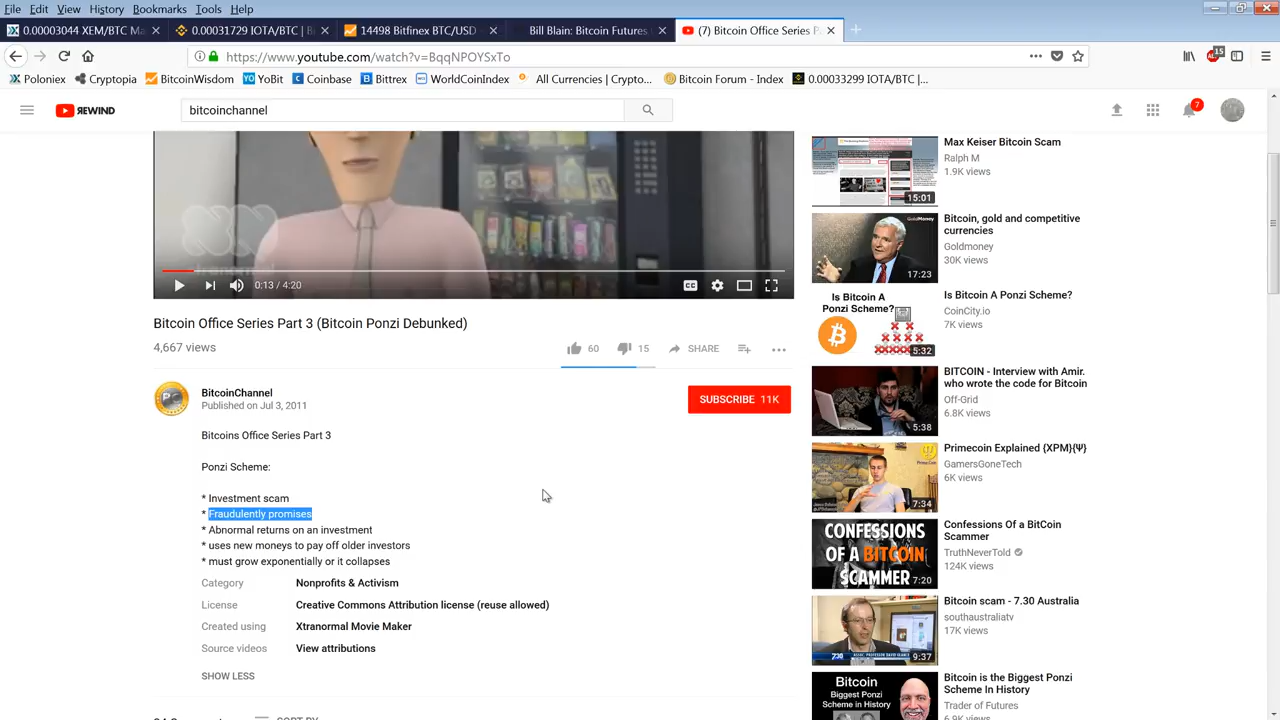 File Edit View History Bookmarks Tools Help
0.00003044 XEM/BTC Ma
0.00031729 IOTA/BTC | B
14498 Bitfinex BTC/USD
Bill Blain: Bitcoin Futures
(7) Bitcoin Office Series P
https://www.youtube.com/watch?v=BqqNPOYSxTo
15
Poloniex Cryptopia BitcoinWisdom YoBit Coinbase Bittrex WorldCoinIndex All Currencies | Crypto... Bitcoin Forum - Index 0.00033299 IOTA/BTC |...
REWIND
bitcoinchannel
7
0:13 / 4:20
CC
Bitcoin Office Series Part 3 (Bitcoin Ponzi Debunked)
4,667 views
60 15 SHARE
BitcoinChannel
Published on Jul 3, 2011
SUBSCRIBE 11K
Bitcoins Office Series Part 3
Ponzi Scheme:
* Investment scam
* Fraudulently promises
* Abnormal returns on an investment
* uses new moneys to pay off older investors
* must grow exponentially or it collapses
Category Nonprofits & Activism
License Creative Commons Attribution license (reuse allowed)
Created using Xtranormal Movie Maker
Source videos View attributions
SHOW LESS
SORT BY
15:01
Max Keiser Bitcoin Scam
Ralph M
1.9K views
GoldMoney
17:23
Bitcoin, gold and competitive
currencies
Goldmoney
30K views
Is Bitcoin A
Ponzi Scheme?
5:32
Is Bitcoin A Ponzi Scheme?
CoinCity.io
7K views
5:38
BITCOIN - Interview with Amir.
who wrote the code for Bitcoin
Off-Grid
6.8K views
7:34
Primecoin Explained {XPM}{Ψ}
GamersGoneTech
6K views
CONFESSIONS
OF A BITCOIN
SCAMMER
7:20
Confessions Of a BitCoin
Scammer
TruthNeverTold
124K views
7.30
9:37
Bitcoin scam - 7.30 Australia
southaustraliatv
17K views
Bitcoin
Biggest Ponzi
Scheme in History
Bitcoin is the Biggest Ponzi
Scheme In History
Trader of Futures
6.9K views